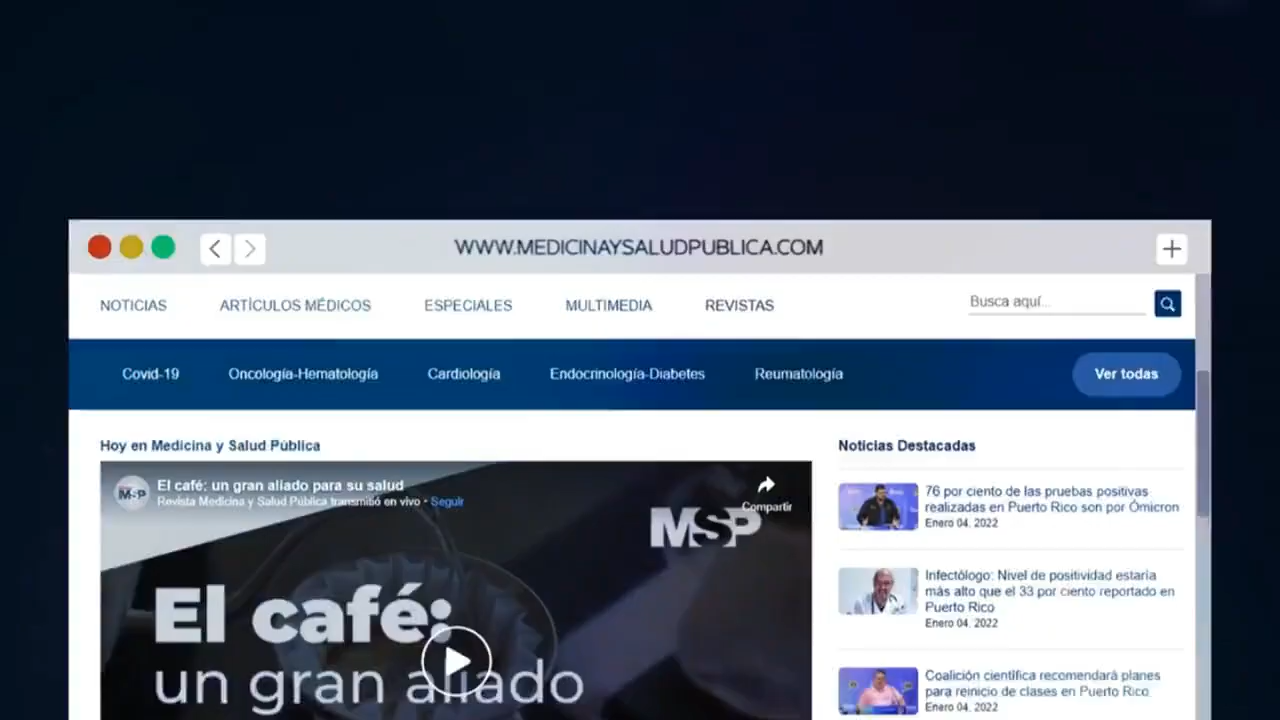 WWW.MEDICINAYSALUDPUBLICA.COM
NOTICIAS ARTÍCULOS MÉDICOS ESPECIALES MULTIMEDIA REVISTAS Busca aquí...
Covid-19 Oncología-Hematología Cardiología Endocrinología-Diabetes Reumatología Ver todas
Hoy en Medicina y Salud Pública
MSP
El café: un gran aliado para su salud
Revista Medicina y Salud Pública transmitió en vivo · Seguir
Compartir
MSP
El café:
un gran aliado
Noticias Destacadas
76 por ciento de las pruebas positivas
realizadas en Puerto Rico son por Ómicron
Enero 04, 2022
Infectólogo: Nivel de positividad estaría
más alto que el 33 por ciento reportado en
Puerto Rico
Enero 04, 2022
Coalición científica recomendará planes
para reinicio de clases en Puerto Rico
Enero 04, 2022